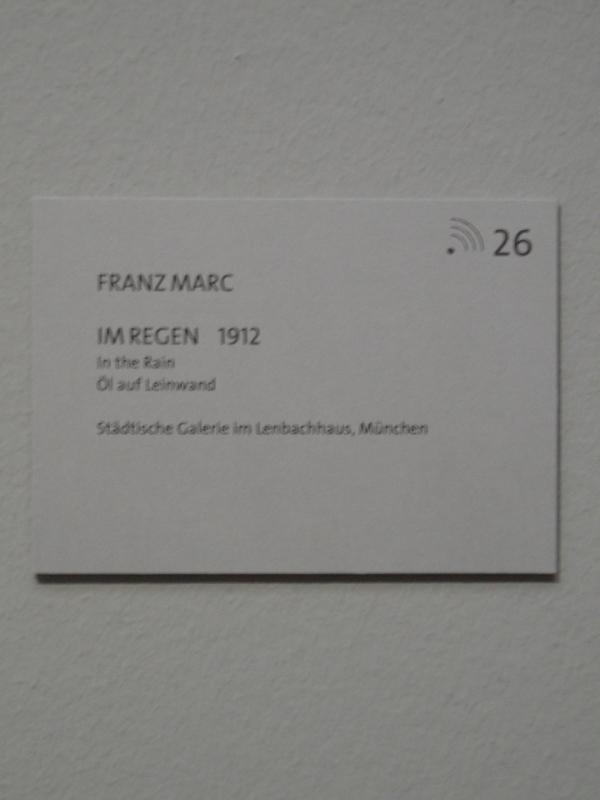 26
FRANZ MARC
IM REGEN 1912
In the Rain
Öl auf Leinwand
Städtische Galerie im Lenbachhaus, München